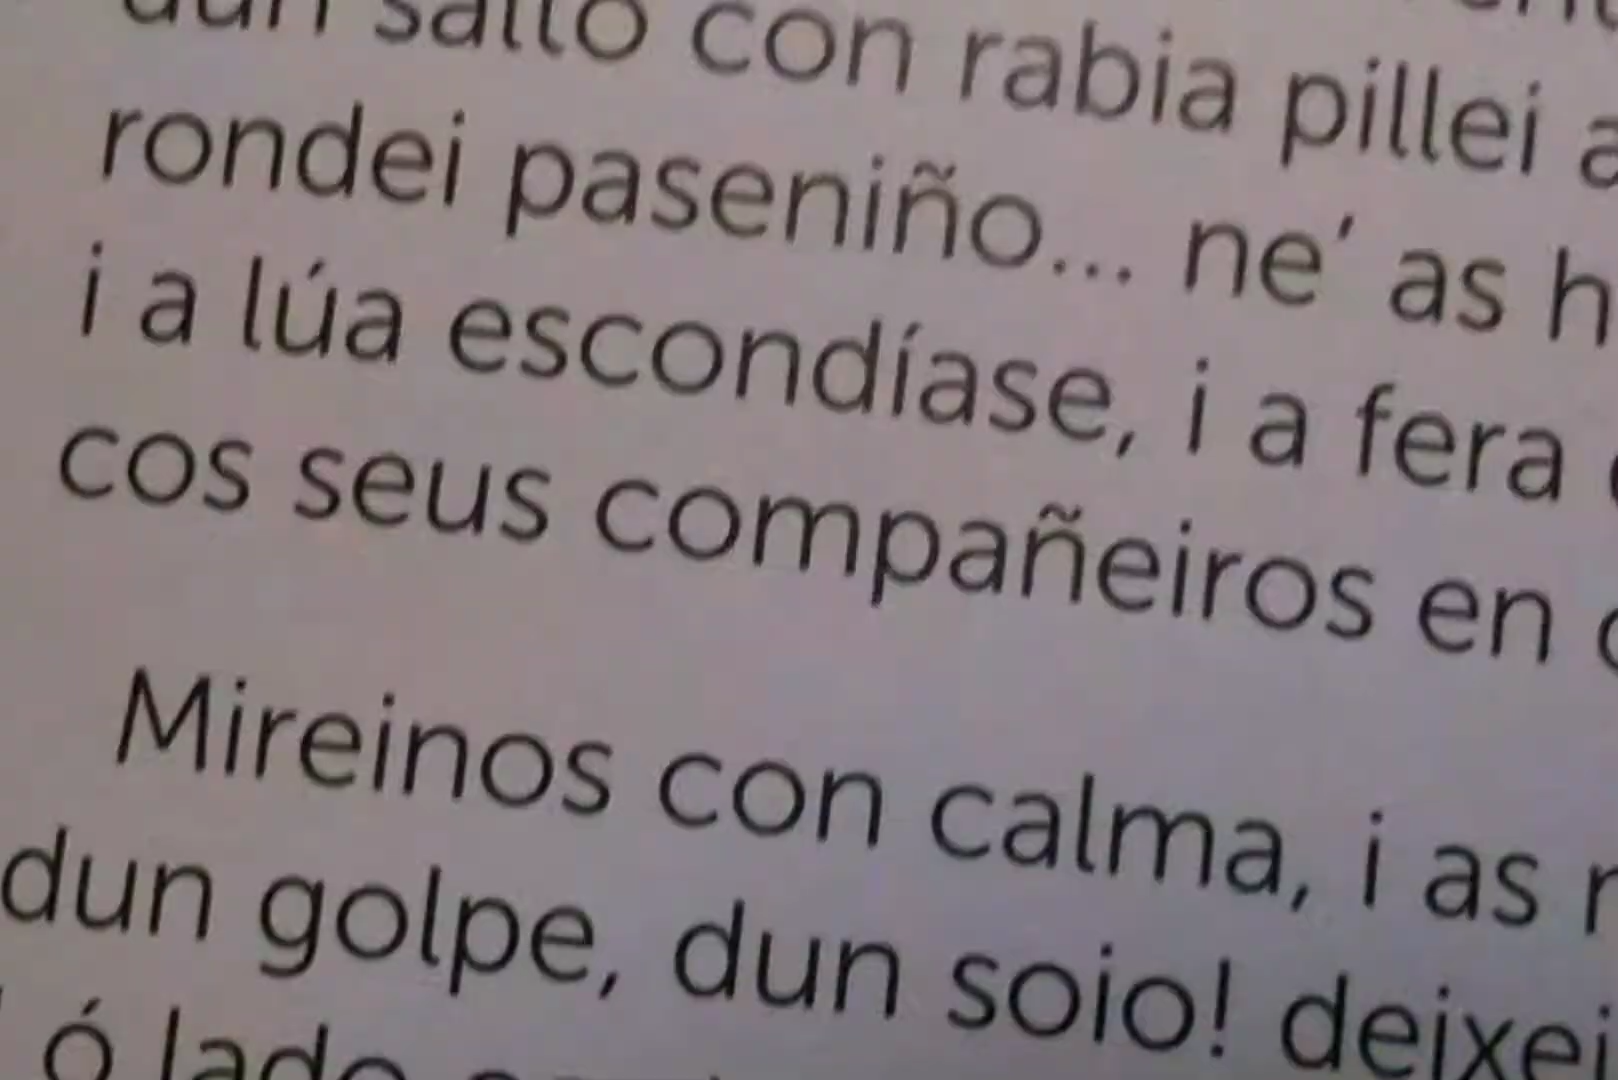 dun salto con rabia pillei
rondei paseniño... ne' as
i a lúa escondíase, i a fera
cos seus compañeiros en
Mireinos con calma, i as
dun golpe, dun soio! deixei
ó lado